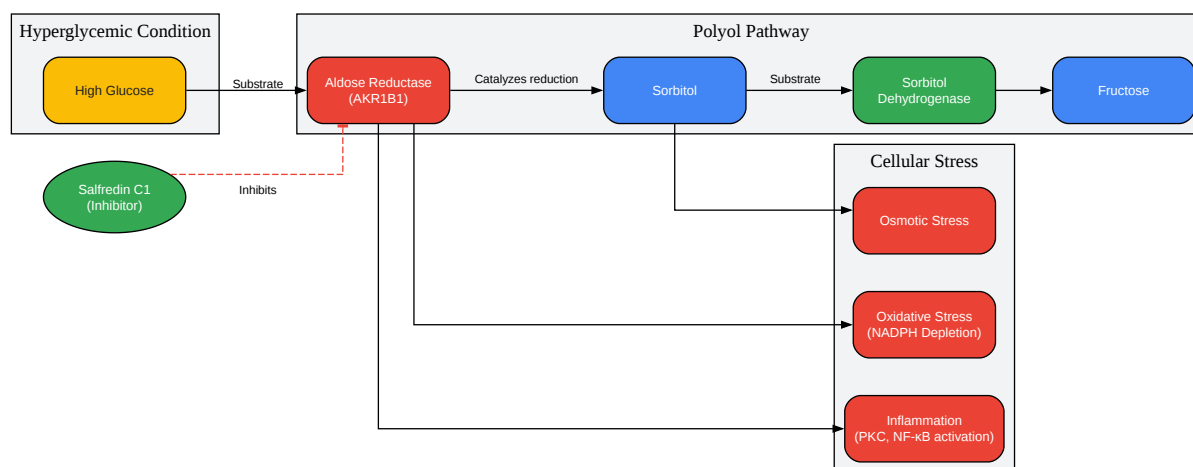 Hyperglycemic Condition
Polyol Pathway
High Glucose
Substrate
Aldose Reductase
(AKR1B1)
Catalyzes reduction
Sorbitol
Substrate
Sorbitol
Dehydrogenase
Fructose
Salfredin C1
(Inhibitor)
Inhibits
Cellular Stress
Osmotic Stress
Oxidative Stress
(NADPH Depletion)
Inflammation
(PKC, NF-κB activation)